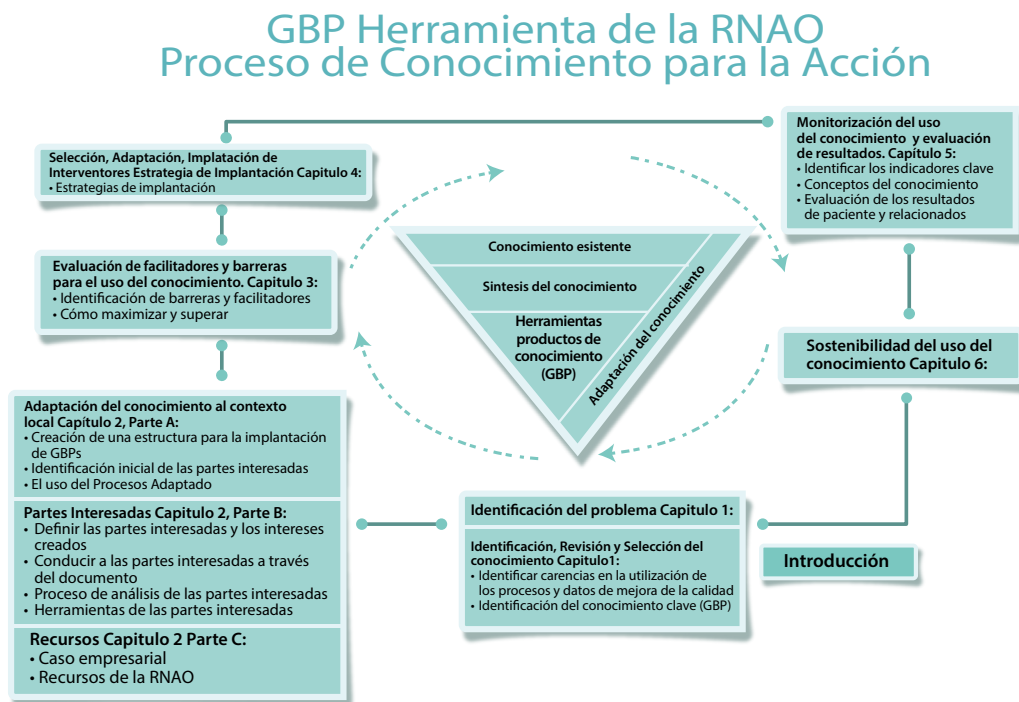 GBP Herramienta de la RNAO
Proceso de Conocimiento para la Acción
Selección, Adaptación, Implatación de
Interventores Estrategia de Implantación Capitulo 4:
• Estrategias de implantación
Evaluación de facilitadores y barreras
para el uso del conocimiento. Capitulo 3:
• Identificación de barreras y facilitadores
• Cómo maximizar y superar
Adaptación del conocimiento al contexto
local Capítulo 2, Parte A:
• Creación de una estructura para la implantación
de GBPs
• Identificación inicial de las partes interesadas
• El uso del Procesos Adaptado
Partes Interesadas Capitulo 2, Parte B:
• Definir las partes interesadas y los intereses
creados
• Conducir a las partes interesadas a través
del documento
• Proceso de análisis de las partes interesadas
• Herramientas de las partes interesadas
Recursos Capitulo 2 Parte C:
• Caso empresarial
• Recursos de la RNAO
Conocimiento esistente
Sintesis del conocimiento
Herramientas
productos de
conocimiento
(GBP)
Adaptación del conocimiento
Identificación del problema Capitulo 1:
Identificación, Revisión y Selección del
conocimiento Capitulo1:
• Identificar carencias en la utilización de
los procesos y datos de mejora de la calidad
• Identificación del conocimiento clave (GBP)
Monitorización del uso
del conocimiento y evaluación
de resultados. Capítulo 5:
• Identificar los indicadores clave
• Conceptos del conocimiento
• Evaluación de los resultados
de paciente y relacionados
Sostenibilidad del uso del
conocimiento Capitulo 6:
Introducción